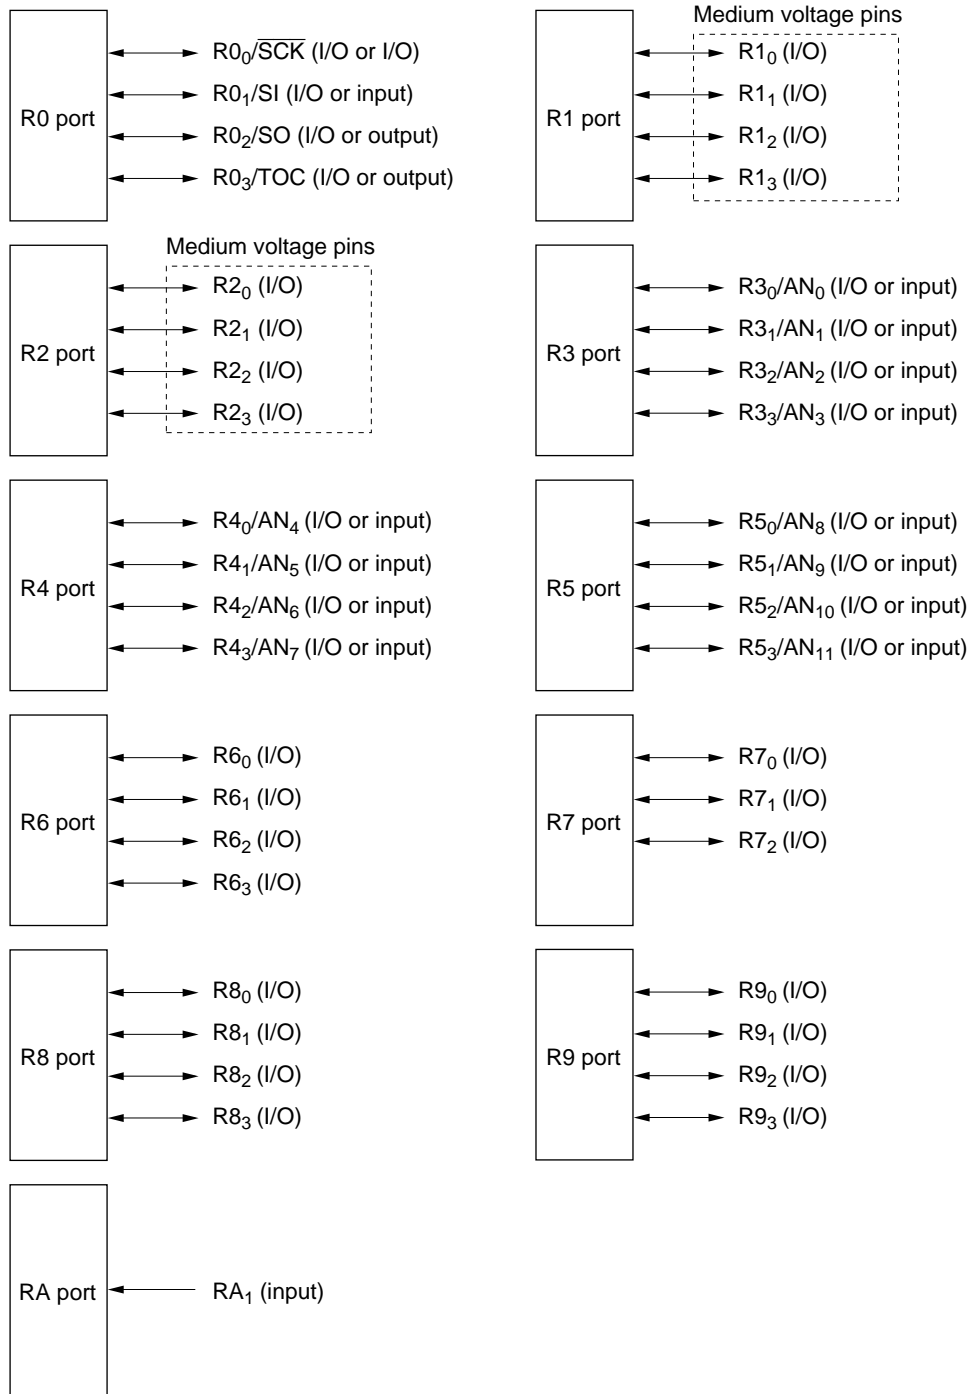 R0 port
R0₀/S̅C̅K̅ (I/O or I/O)
R0₁/SI (I/O or input)
R0₂/SO (I/O or output)
R0₃/TOC (I/O or output)
Medium voltage pins
R1 port
R1₀ (I/O)
R1₁ (I/O)
R1₂ (I/O)
R1₃ (I/O)
Medium voltage pins
R2 port
R2₀ (I/O)
R2₁ (I/O)
R2₂ (I/O)
R2₃ (I/O)
R3 port
R3₀/AN₀ (I/O or input)
R3₁/AN₁ (I/O or input)
R3₂/AN₂ (I/O or input)
R3₃/AN₃ (I/O or input)
R4 port
R4₀/AN₄ (I/O or input)
R4₁/AN₅ (I/O or input)
R4₂/AN₆ (I/O or input)
R4₃/AN₇ (I/O or input)
R5 port
R5₀/AN₈ (I/O or input)
R5₁/AN₉ (I/O or input)
R5₂/AN₁₀ (I/O or input)
R5₃/AN₁₁ (I/O or input)
R6 port
R6₀ (I/O)
R6₁ (I/O)
R6₂ (I/O)
R6₃ (I/O)
R7 port
R7₀ (I/O)
R7₁ (I/O)
R7₂ (I/O)
R8 port
R8₀ (I/O)
R8₁ (I/O)
R8₂ (I/O)
R8₃ (I/O)
R9 port
R9₀ (I/O)
R9₁ (I/O)
R9₂ (I/O)
R9₃ (I/O)
RA port
RA₁ (input)